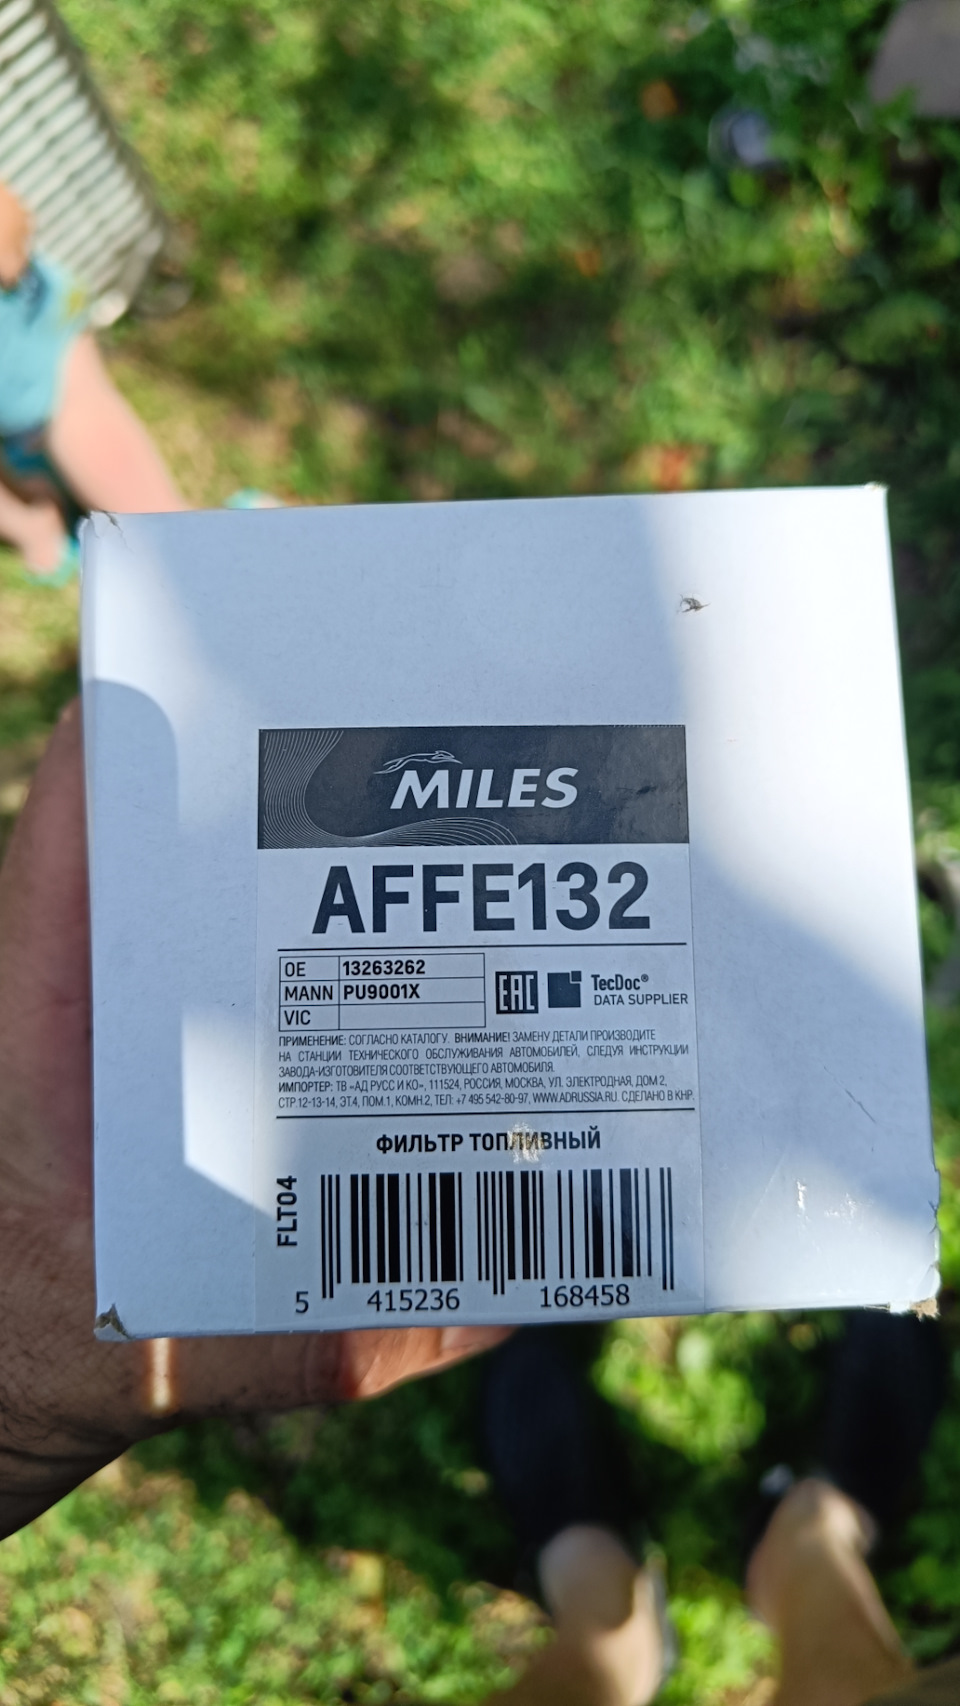 MILES
AFFE132
OE 13263262
MANN PU9001X
VIC
EAC
TecDoc®
DATA SUPPLIER
ПРИМЕНЕНИЕ: СОГЛАСНО КАТАЛОГУ. ВНИМАНИЕ! ЗАМЕНУ ДЕТАЛИ ПРОИЗВОДИТЕ
НА СТАНЦИИ ТЕХНИЧЕСКОГО ОБСЛУЖИВАНИЯ АВТОМОБИЛЕЙ, СЛЕДУЯ ИНСТРУКЦИИ
ЗАВОДА-ИЗГОТОВИТЕЛЯ СООТВЕТСТВУЮЩЕГО АВТОМОБИЛЯ.
ИМПОРТЕР: ТВ «АД РУСС И КО», 111524, РОССИЯ, МОСКВА, УЛ. ЭЛЕКТРОДНАЯ, ДОМ 2,
СТР.12-13-14, ЭТ.4, ПОМ.1, КОМН.2, ТЕЛ: +7 495 542-80-97, WWW.ADRUSSIA.RU. СДЕЛАНО В КНР.
ФИЛЬТР ТОПЛИВНЫЙ
FLT04
5 415236 168458